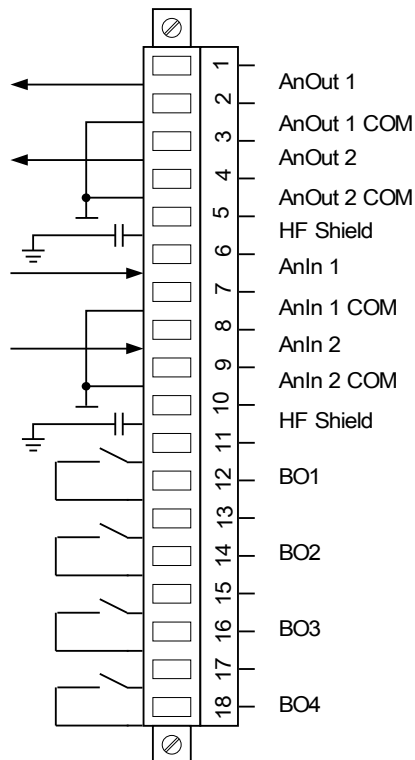 1
AnOut 1
2
AnOut 1 COM
3
AnOut 2
4
AnOut 2 COM
5
HF Shield
6
AnIn 1
7
AnIn 1 COM
8
AnIn 2
9
AnIn 2 COM
10
HF Shield
11
12
BO1
13
14
BO2
15
16
BO3
17
18
BO4